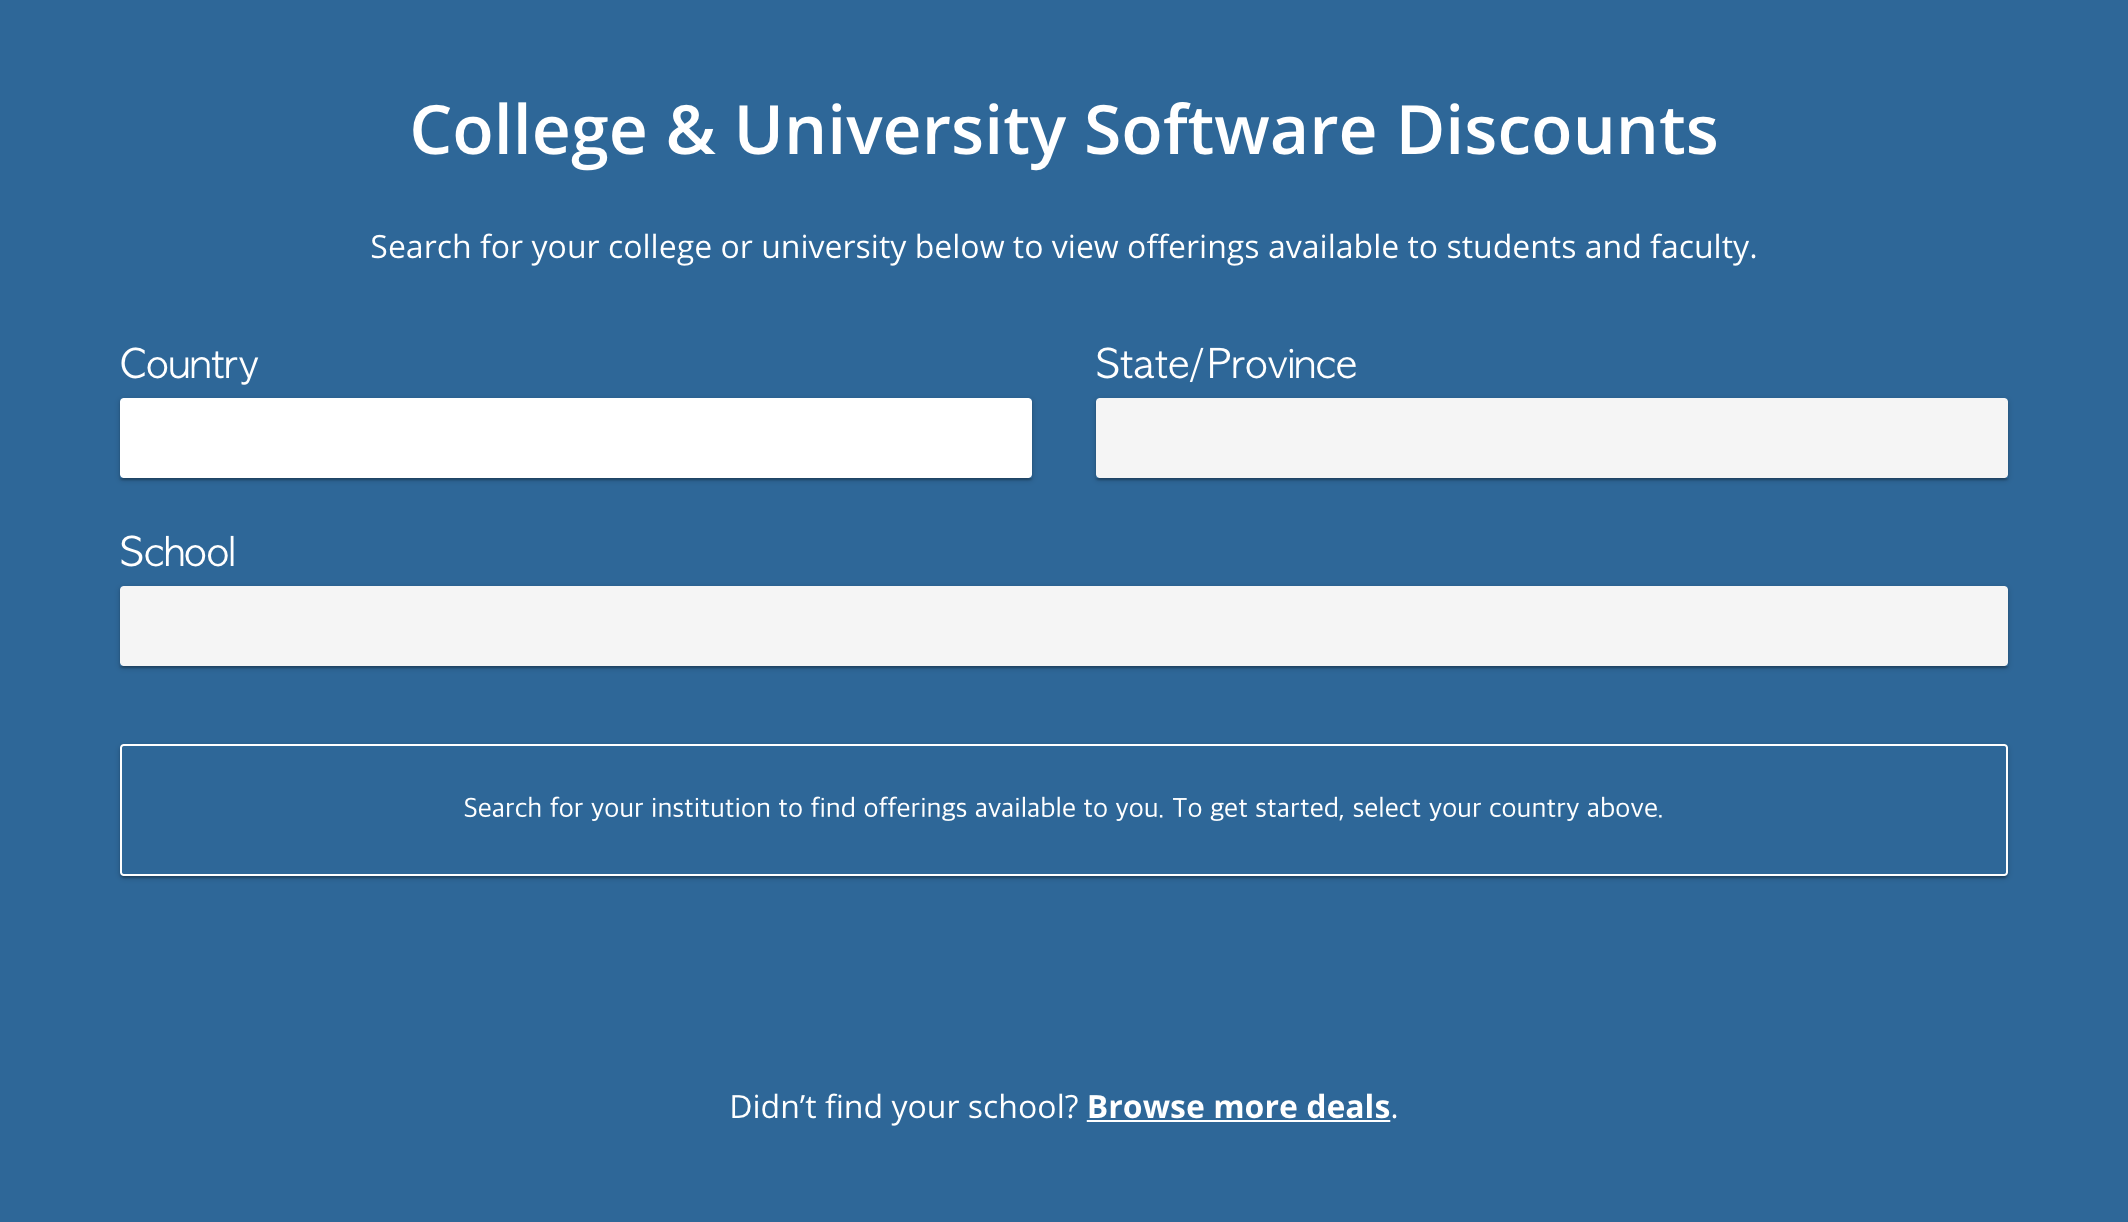 College & University Software Discounts
Search for your college or university below to view offerings available to students and faculty.
Country
State/Province
School
Search for your institution to find offerings available to you. To get started, select your country above.
Didn’t find your school? Browse more deals.